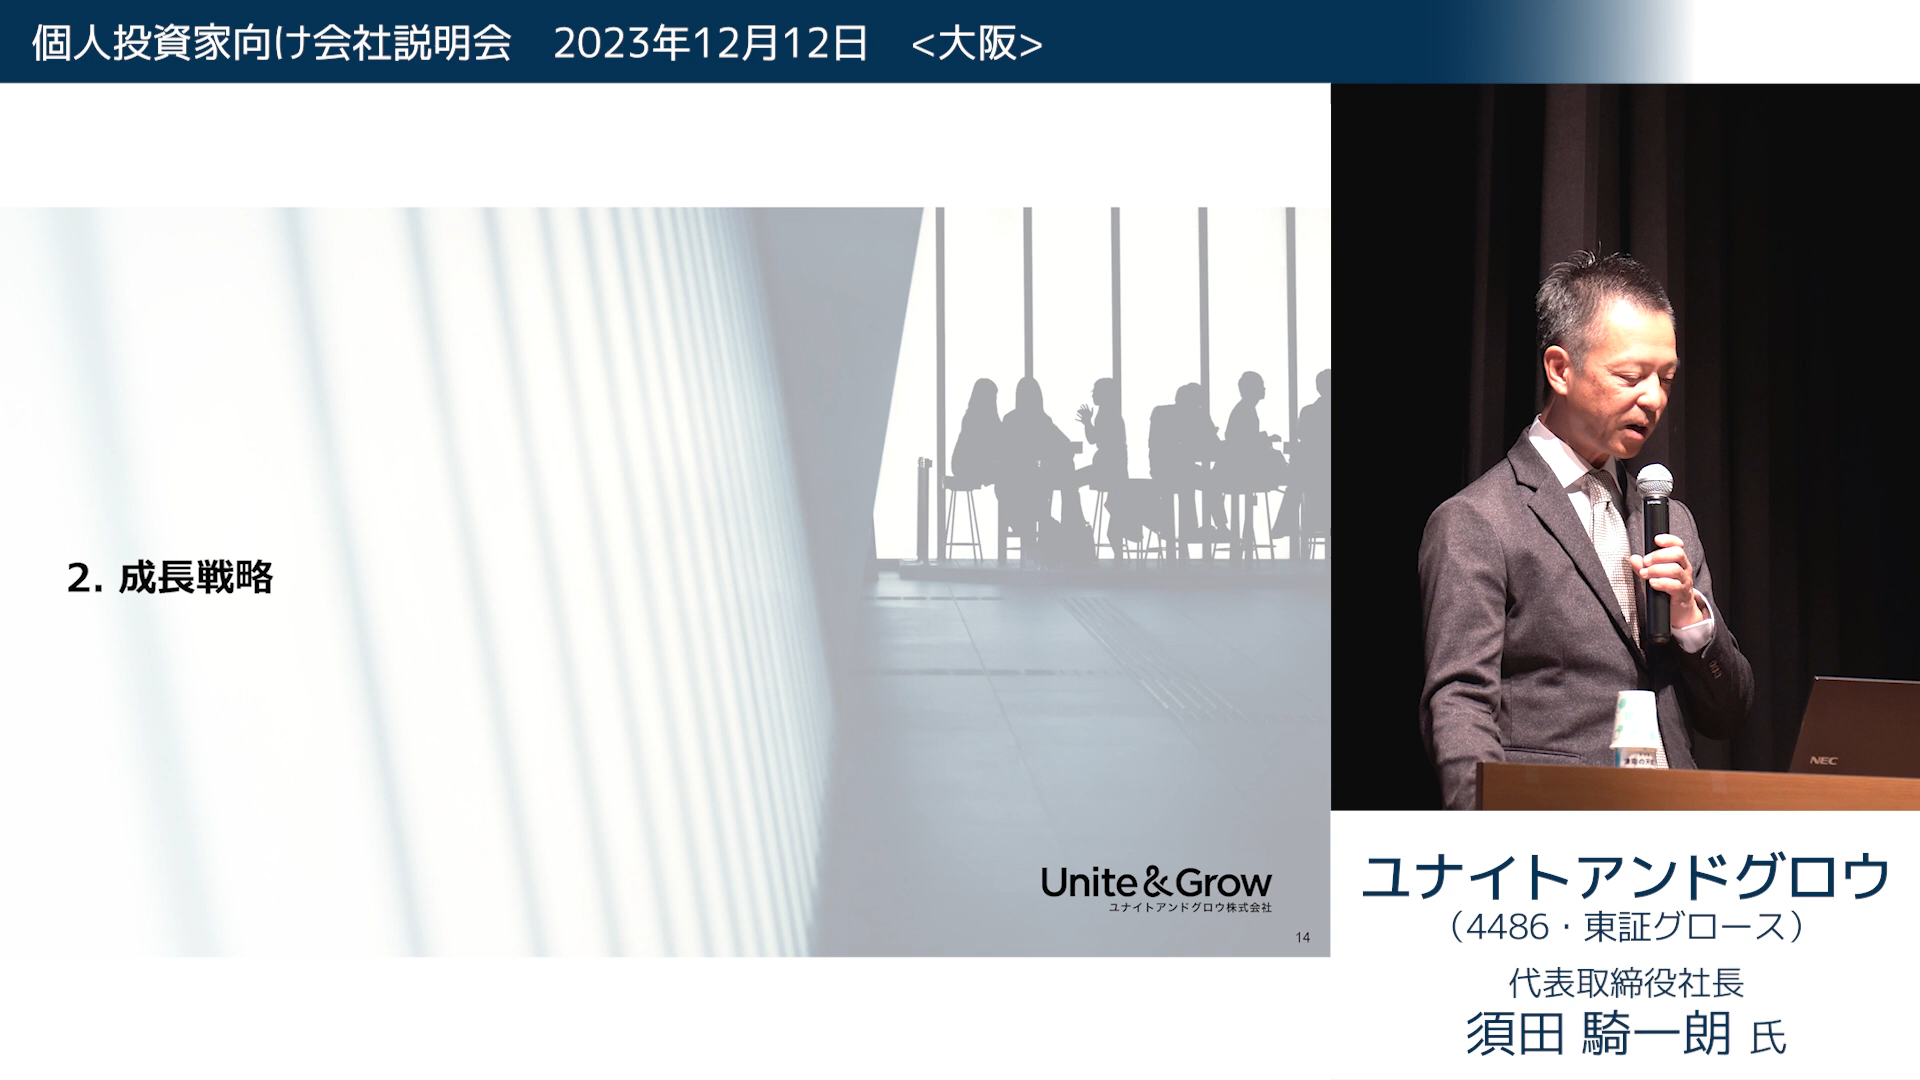 個人投資家向け会社説明会　2023年12月12日　<大阪>
2. 成長戦略
Unite&Grow
ユナイトアンドグロウ株式会社
14
NEC
ユナイトアンドグロウ
（4486・東証グロース）
代表取締役社長
須田 騎一朗 氏